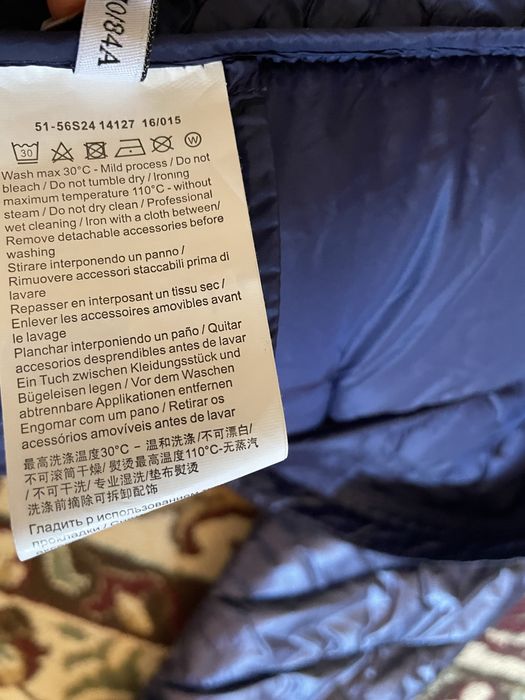 0/84A
51-56S24 14127 16/015
30 W
Wash max 30°C - Mild process / Do not
bleach / Do not tumble dry / Ironing
maximum temperature 110°C - without
steam / Do not dry clean / Professional
wet cleaning / Iron with a cloth between/
Remove detachable accessories before
washing
Stirare interponendo un panno /
Rimuovere accessori staccabili prima di
lavare
Repasser en interposant un tissu sec /
Enlever les accessoires amovibles avant
le lavage
Planchar interponiendo un paño / Quitar
accesorios desprendibles antes de lavar
Ein Tuch zwischen Kleidungsstück und
Bügeleisen legen / Vor dem Waschen
abtrennbare Applikationen entfernen
Engomar com um pano / Retirar os
acessórios amovíveis antes de lavar
最高洗涤温度30°C - 温和洗涤/不可漂白/
不可滚筒干燥/ 熨烫最高温度110°C-无蒸汽
/不可干洗/专业湿洗/垫布熨烫
洗涤前摘除可拆卸配饰
Гладить р использованием
прокладки /